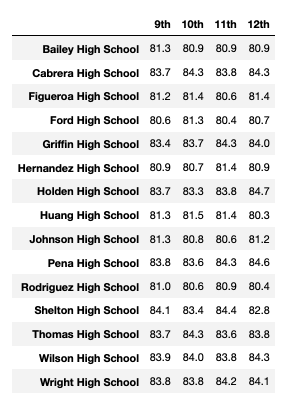 9th 10th 11th 12th
Bailey High School 81.3 80.9 80.9 80.9
Cabrera High School 83.7 84.3 83.8 84.3
Figueroa High School 81.2 81.4 80.6 81.4
Ford High School 80.6 81.3 80.4 80.7
Griffin High School 83.4 83.7 84.3 84.0
Hernandez High School 80.9 80.7 81.4 80.9
Holden High School 83.7 83.3 83.8 84.7
Huang High School 81.3 81.5 81.4 80.3
Johnson High School 81.3 80.8 80.6 81.2
Pena High School 83.8 83.6 84.3 84.6
Rodriguez High School 81.0 80.6 80.9 80.4
Shelton High School 84.1 83.4 84.4 82.8
Thomas High School 83.7 84.3 83.6 83.8
Wilson High School 83.9 84.0 83.8 84.3
Wright High School 83.8 83.8 84.2 84.1